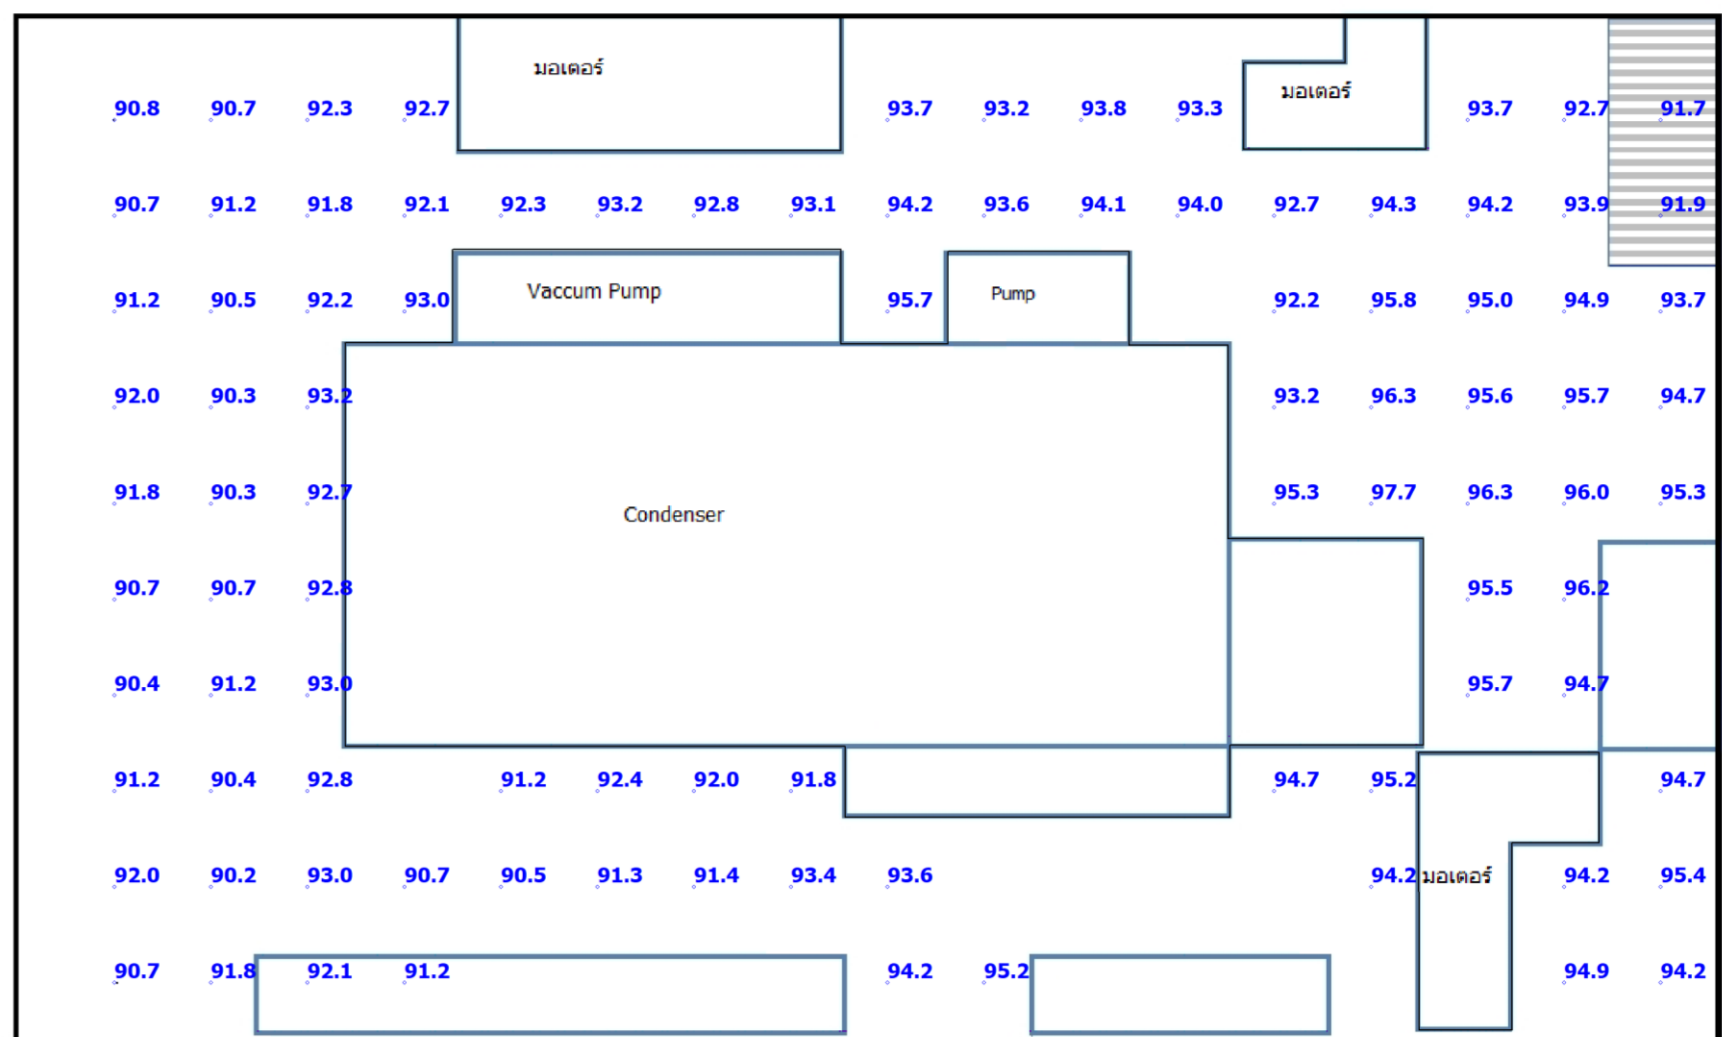 มอเตอร์
มอเตอร์
90.8 90.7 92.3 92.7 93.7 93.2 93.8 93.3 93.7 92.7 91.7
90.7 91.2 91.8 92.1 92.3 93.2 92.8 93.1 94.2 93.6 94.1 94.0 92.7 94.3 94.2 93.9 91.9
Vaccum Pump
Pump
91.2 90.5 92.2 93.0 95.7 92.2 95.8 95.0 94.9 93.7
92.0 90.3 93.2 93.2 96.3 95.6 95.7 94.7
91.8 90.3 92.7 95.3 97.7 96.3 96.0 95.3
Condenser
90.7 90.7 92.8 95.5 96.2
90.4 91.2 93.0 95.7 94.7
91.2 90.4 92.8 91.2 92.4 92.0 91.8 94.7 95.2 94.7
92.0 90.2 93.0 90.7 90.5 91.3 91.4 93.4 93.6 94.2 มอเตอร์ 94.2 95.4
90.7 91.8 92.1 91.2 94.2 95.2 94.9 94.2